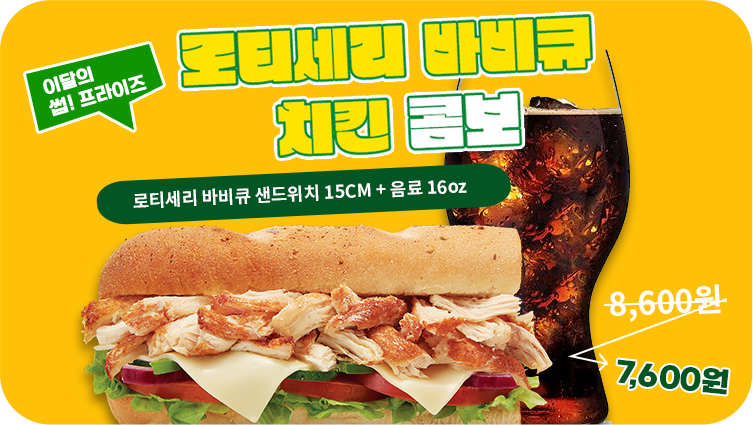 이달의
썹! 프라이즈
로티세리 바비큐
치킨 콤보
로티세리 바비큐 샌드위치 15CM + 음료 16oz
8,600원
7,600원